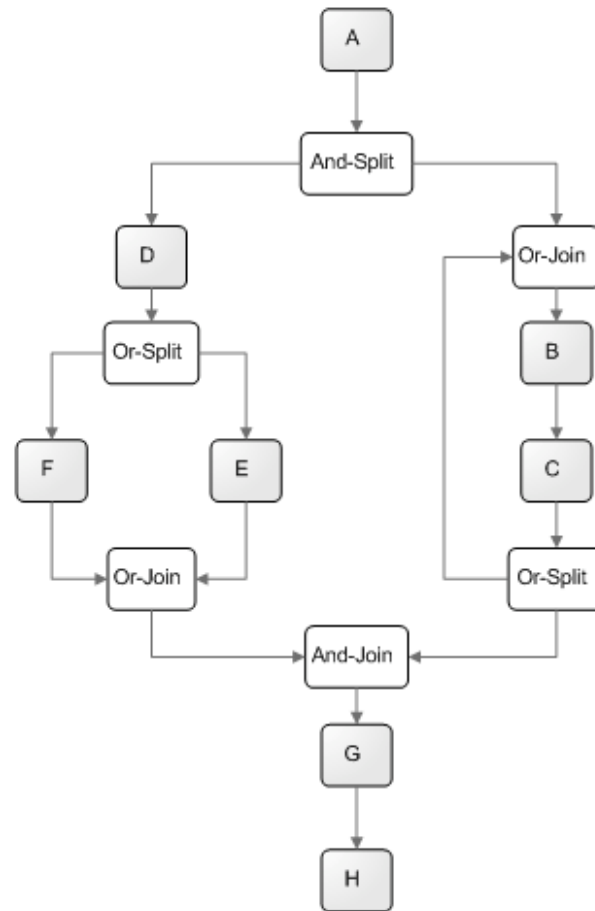 A
And-Split
D
Or-Join
Or-Split
B
F
E
C
Or-Join
Or-Split
And-Join
G
H